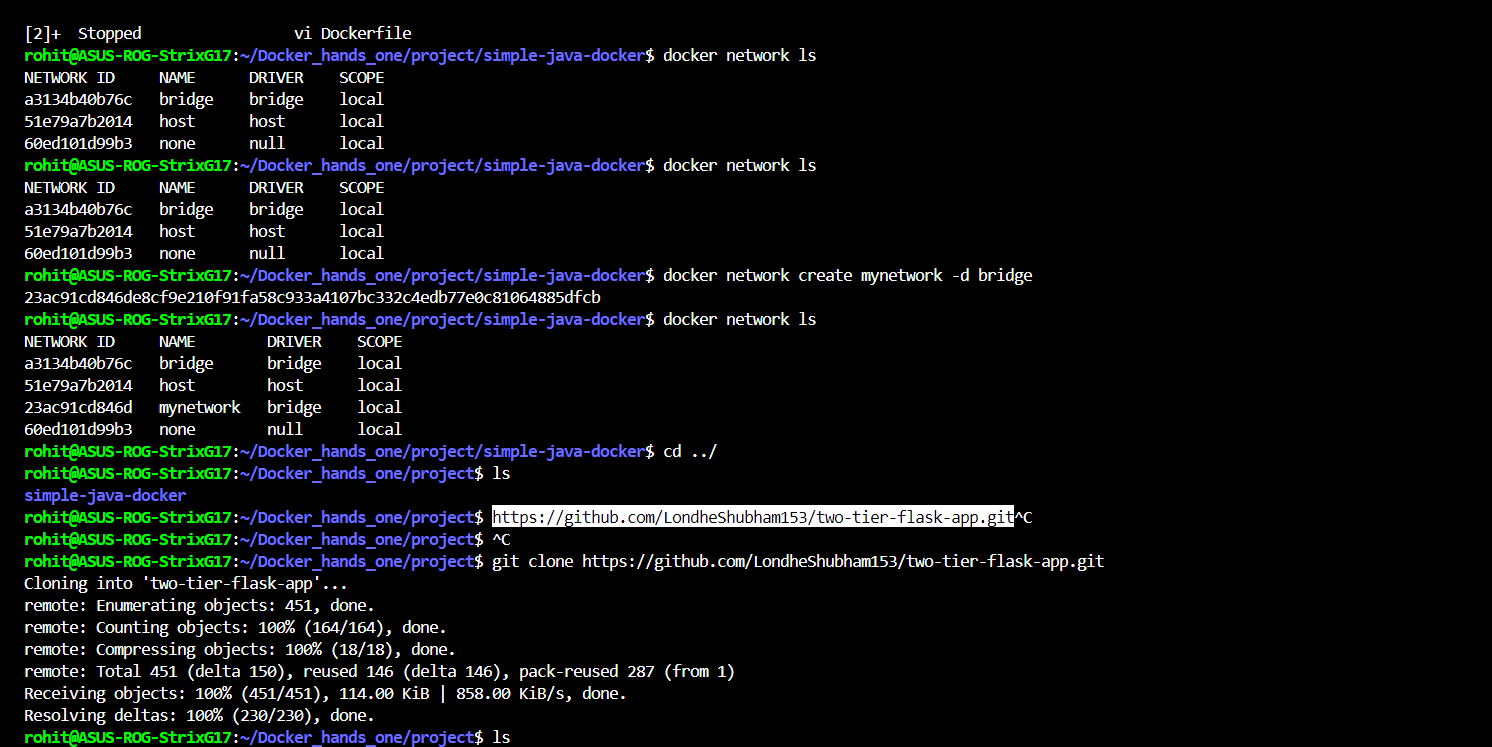 [2]+  Stopped                 vi Dockerfile
rohit@ASUS-ROG-StrixG17:~/Docker_hands_one/project/simple-java-docker$ docker network ls
NETWORK ID     NAME      DRIVER    SCOPE
a3134b40b76c   bridge    bridge    local
51e79a7b2014   host      host      local
60ed101d99b3   none      null      local
rohit@ASUS-ROG-StrixG17:~/Docker_hands_one/project/simple-java-docker$ docker network ls
NETWORK ID     NAME      DRIVER    SCOPE
a3134b40b76c   bridge    bridge    local
51e79a7b2014   host      host      local
60ed101d99b3   none      null      local
rohit@ASUS-ROG-StrixG17:~/Docker_hands_one/project/simple-java-docker$ docker network create mynetwork -d bridge
23ac91cd846de8cf9e210f91fa58c933a4107bc332c4edb77e0c81064885dfcb
rohit@ASUS-ROG-StrixG17:~/Docker_hands_one/project/simple-java-docker$ docker network ls
NETWORK ID     NAME        DRIVER    SCOPE
a3134b40b76c   bridge      bridge    local
51e79a7b2014   host        host      local
23ac91cd846d   mynetwork   bridge    local
60ed101d99b3   none        null      local
rohit@ASUS-ROG-StrixG17:~/Docker_hands_one/project/simple-java-docker$ cd ../
rohit@ASUS-ROG-StrixG17:~/Docker_hands_one/project$ ls
simple-java-docker
rohit@ASUS-ROG-StrixG17:~/Docker_hands_one/project$ https://github.com/LondheShubham153/two-tier-flask-app.git^C
rohit@ASUS-ROG-StrixG17:~/Docker_hands_one/project$ ^C
rohit@ASUS-ROG-StrixG17:~/Docker_hands_one/project$ git clone https://github.com/LondheShubham153/two-tier-flask-app.git
Cloning into 'two-tier-flask-app'...
remote: Enumerating objects: 451, done.
remote: Counting objects: 100% (164/164), done.
remote: Compressing objects: 100% (18/18), done.
remote: Total 451 (delta 150), reused 146 (delta 146), pack-reused 287 (from 1)
Receiving objects: 100% (451/451), 114.00 KiB | 858.00 KiB/s, done.
Resolving deltas: 100% (230/230), done.
rohit@ASUS-ROG-StrixG17:~/Docker_hands_one/project$ ls